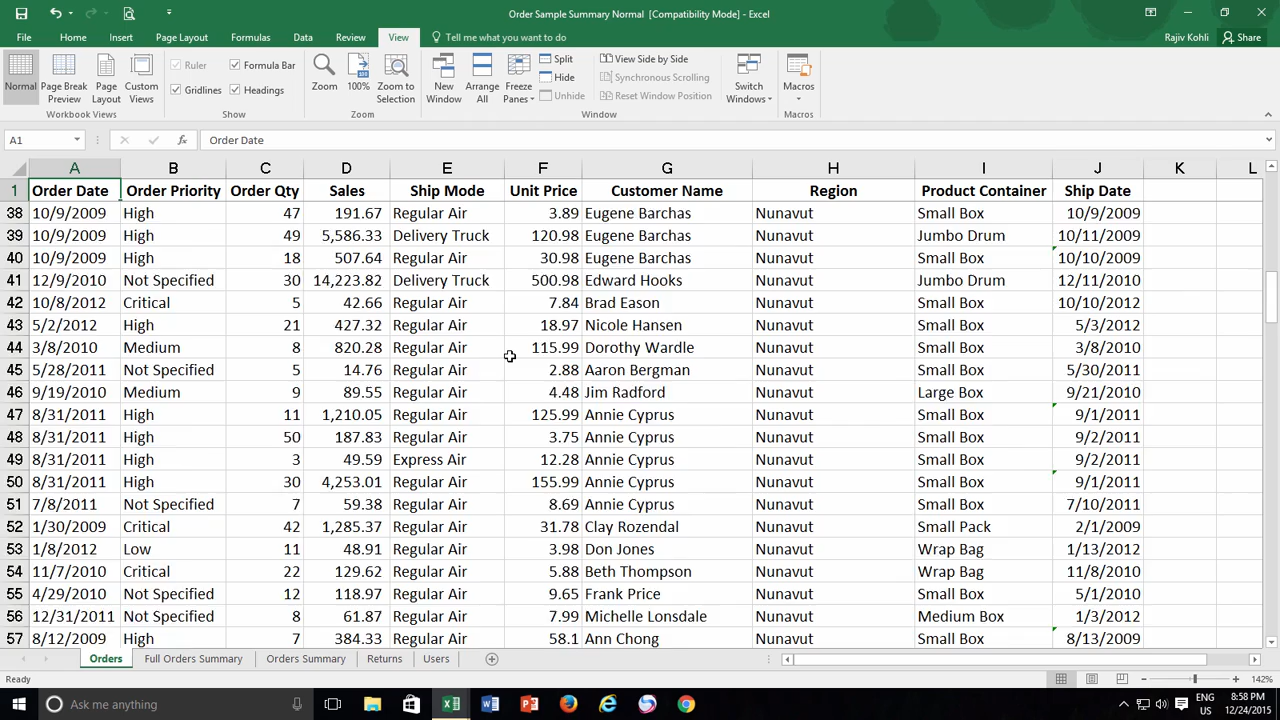 Order Sample Summary Normal  [Compatibility Mode] - Excel
File Home Insert Page Layout Formulas Data Review View Tell me what you want to do Rajiv Kohli Share
Normal Page Break Preview Page Layout Custom Views
Workbook Views
Ruler Formula Bar
Gridlines Headings
Show
Zoom 100% Zoom to Selection
Zoom
New Window Arrange All Freeze Panes
Split
Hide
Unhide
View Side by Side
Synchronous Scrolling
Reset Window Position
Window
Switch Windows
Macros
Macros
A1 fx Order Date
A B C D E F G H I J K L
1 Order Date Order Priority Order Qty Sales Ship Mode Unit Price Customer Name Region Product Container Ship Date
38 10/9/2009 High 47 191.67 Regular Air 3.89 Eugene Barchas Nunavut Small Box 10/9/2009
39 10/9/2009 High 49 5,586.33 Delivery Truck 120.98 Eugene Barchas Nunavut Jumbo Drum 10/11/2009
40 10/9/2009 High 18 507.64 Regular Air 30.98 Eugene Barchas Nunavut Small Box 10/10/2009
41 12/9/2010 Not Specified 30 14,223.82 Delivery Truck 500.98 Edward Hooks Nunavut Jumbo Drum 12/11/2010
42 10/8/2012 Critical 5 42.66 Regular Air 7.84 Brad Eason Nunavut Small Box 10/10/2012
43 5/2/2012 High 21 427.32 Regular Air 18.97 Nicole Hansen Nunavut Small Box 5/3/2012
44 3/8/2010 Medium 8 820.28 Regular Air 115.99 Dorothy Wardle Nunavut Small Box 3/8/2010
45 5/28/2011 Not Specified 5 14.76 Regular Air 2.88 Aaron Bergman Nunavut Small Box 5/30/2011
46 9/19/2010 Medium 9 89.55 Regular Air 4.48 Jim Radford Nunavut Large Box 9/21/2010
47 8/31/2011 High 11 1,210.05 Regular Air 125.99 Annie Cyprus Nunavut Small Box 9/1/2011
48 8/31/2011 High 50 187.83 Regular Air 3.75 Annie Cyprus Nunavut Small Box 9/2/2011
49 8/31/2011 High 3 49.59 Express Air 12.28 Annie Cyprus Nunavut Small Box 9/2/2011
50 8/31/2011 High 30 4,253.01 Regular Air 155.99 Annie Cyprus Nunavut Small Box 9/1/2011
51 7/8/2011 Not Specified 2 59.38 Regular Air 8.69 Annie Cyprus Nunavut Small Box 7/10/2011
52 1/30/2009 Critical 42 1,285.37 Regular Air 31.78 Clay Rozendal Nunavut Small Pack 2/1/2009
53 1/8/2012 Low 11 48.91 Regular Air 3.98 Don Jones Nunavut Wrap Bag 1/13/2012
54 11/7/2010 Critical 22 129.62 Regular Air 5.88 Beth Thompson Nunavut Wrap Bag 11/8/2010
55 4/29/2010 Not Specified 12 118.97 Regular Air 9.65 Frank Price Nunavut Small Box 5/1/2010
56 12/31/2011 Not Specified 8 61.87 Regular Air 7.99 Michelle Lonsdale Nunavut Medium Box 1/3/2012
57 8/12/2009 High 7 384.33 Regular Air 58.1 Ann Chong Nunavut Small Box 8/13/2009
Orders Full Orders Summary Orders Summary Returns Users
Ready 142%
Ask me anything ENG 8:58 PM
US 12/24/2015